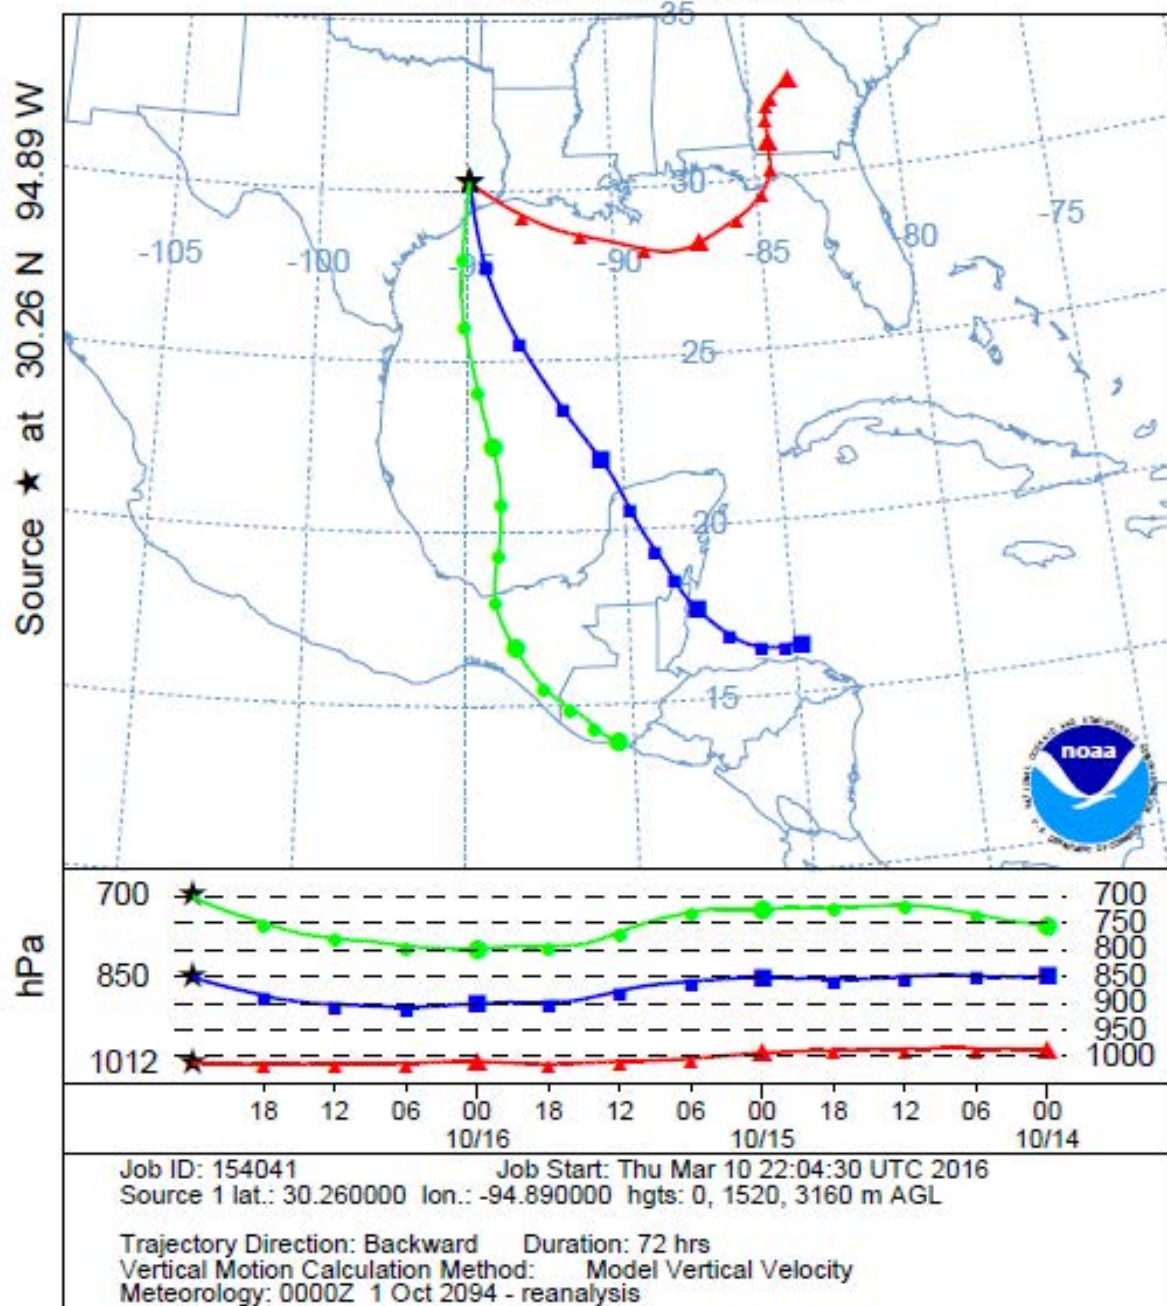 Source ★ at 30.26 N 94.89 W
35
30
-105
-100
-95
-90
-85
-80
-75
25
20
15
noaa
hPa
700
850
1012
700
750
800
850
900
950
1000
18 12 06 00 18 12 06 00 18 12 06 00
10/16 10/15 10/14
Job ID: 154041 Job Start: Thu Mar 10 22:04:30 UTC 2016
Source 1 lat.: 30.260000 lon.: -94.890000 hgts: 0, 1520, 3160 m AGL
Trajectory Direction: Backward Duration: 72 hrs
Vertical Motion Calculation Method: Model Vertical Velocity
Meteorology: 0000Z 1 Oct 2094 - reanalysis